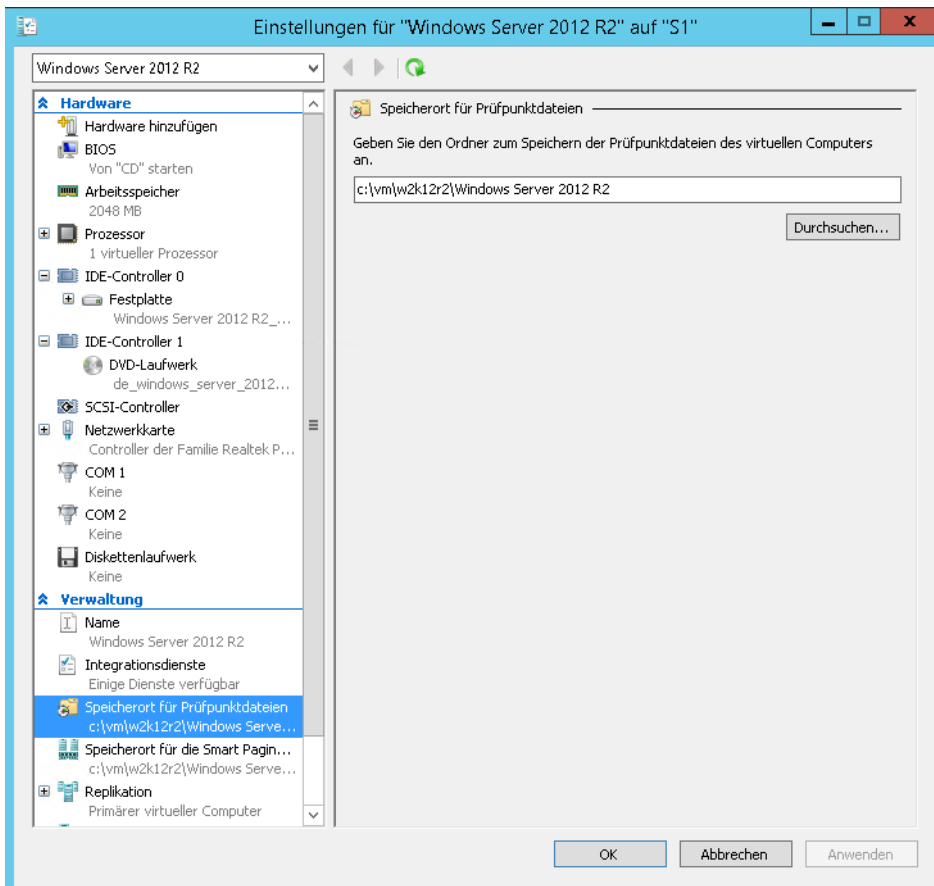 Einstellungen für "Windows Server 2012 R2" auf "S1"
Windows Server 2012 R2
Hardware
Hardware hinzufügen
BIOS
Von "CD" starten
Arbeitsspeicher
2048 MB
Prozessor
1 virtueller Prozessor
IDE-Controller 0
Festplatte
Windows Server 2012 R2_...
IDE-Controller 1
DVD-Laufwerk
de_windows_server_2012...
SCSI-Controller
Netzwerkkarte
Controller der Familie Realtek P...
COM 1
Keine
COM 2
Keine
Diskettenlaufwerk
Keine
Verwaltung
Name
Windows Server 2012 R2
Integrationsdienste
Einige Dienste verfügbar
Speicherort für Prüfpunktdateien
c:\vm\w2k12r2\Windows Serve...
Speicherort für die Smart Pagin...
c:\vm\w2k12r2\Windows Serve...
Replikation
Primärer virtueller Computer
Speicherort für Prüfpunktdateien
Geben Sie den Ordner zum Speichern der Prüfpunktdateien des virtuellen Computers
an.
c:\vm\w2k12r2\Windows Server 2012 R2
Durchsuchen...
OK
Abbrechen
Anwenden